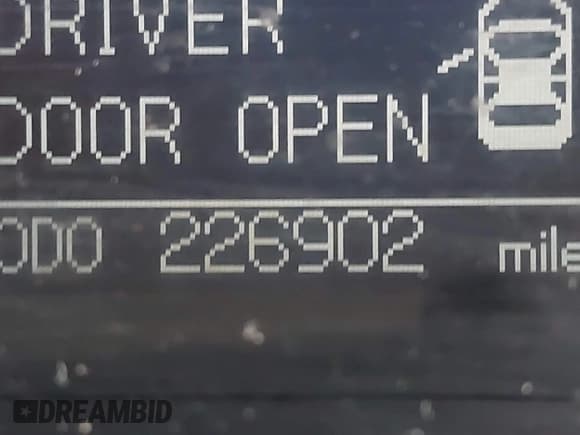 DRIVER
DOOR OPEN
ODO 226902 mile
DREAMBID